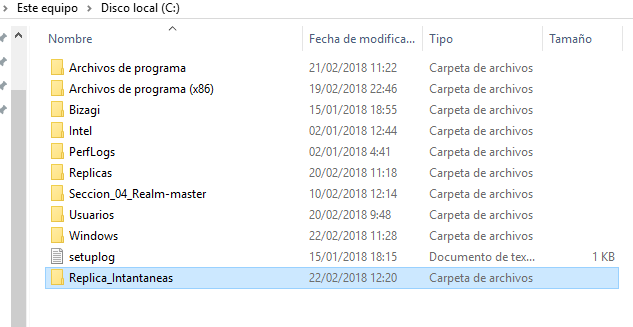 Este equipo > Disco local (C:)
Nombre Fecha de modifica... Tipo Tamaño
Archivos de programa 21/02/2018 11:22 Carpeta de archivos
Archivos de programa (x86) 19/02/2018 22:46 Carpeta de archivos
Bizagi 15/01/2018 18:55 Carpeta de archivos
Intel 02/01/2018 12:44 Carpeta de archivos
PerfLogs 02/01/2018 4:41 Carpeta de archivos
Replicas 20/02/2018 11:18 Carpeta de archivos
Seccion_04_Realm-master 10/02/2018 12:14 Carpeta de archivos
Usuarios 20/02/2018 9:48 Carpeta de archivos
Windows 22/02/2018 11:28 Carpeta de archivos
setuplog 15/01/2018 18:15 Documento de tex... 1 KB
Replica_Intantaneas 22/02/2018 12:20 Carpeta de archivos